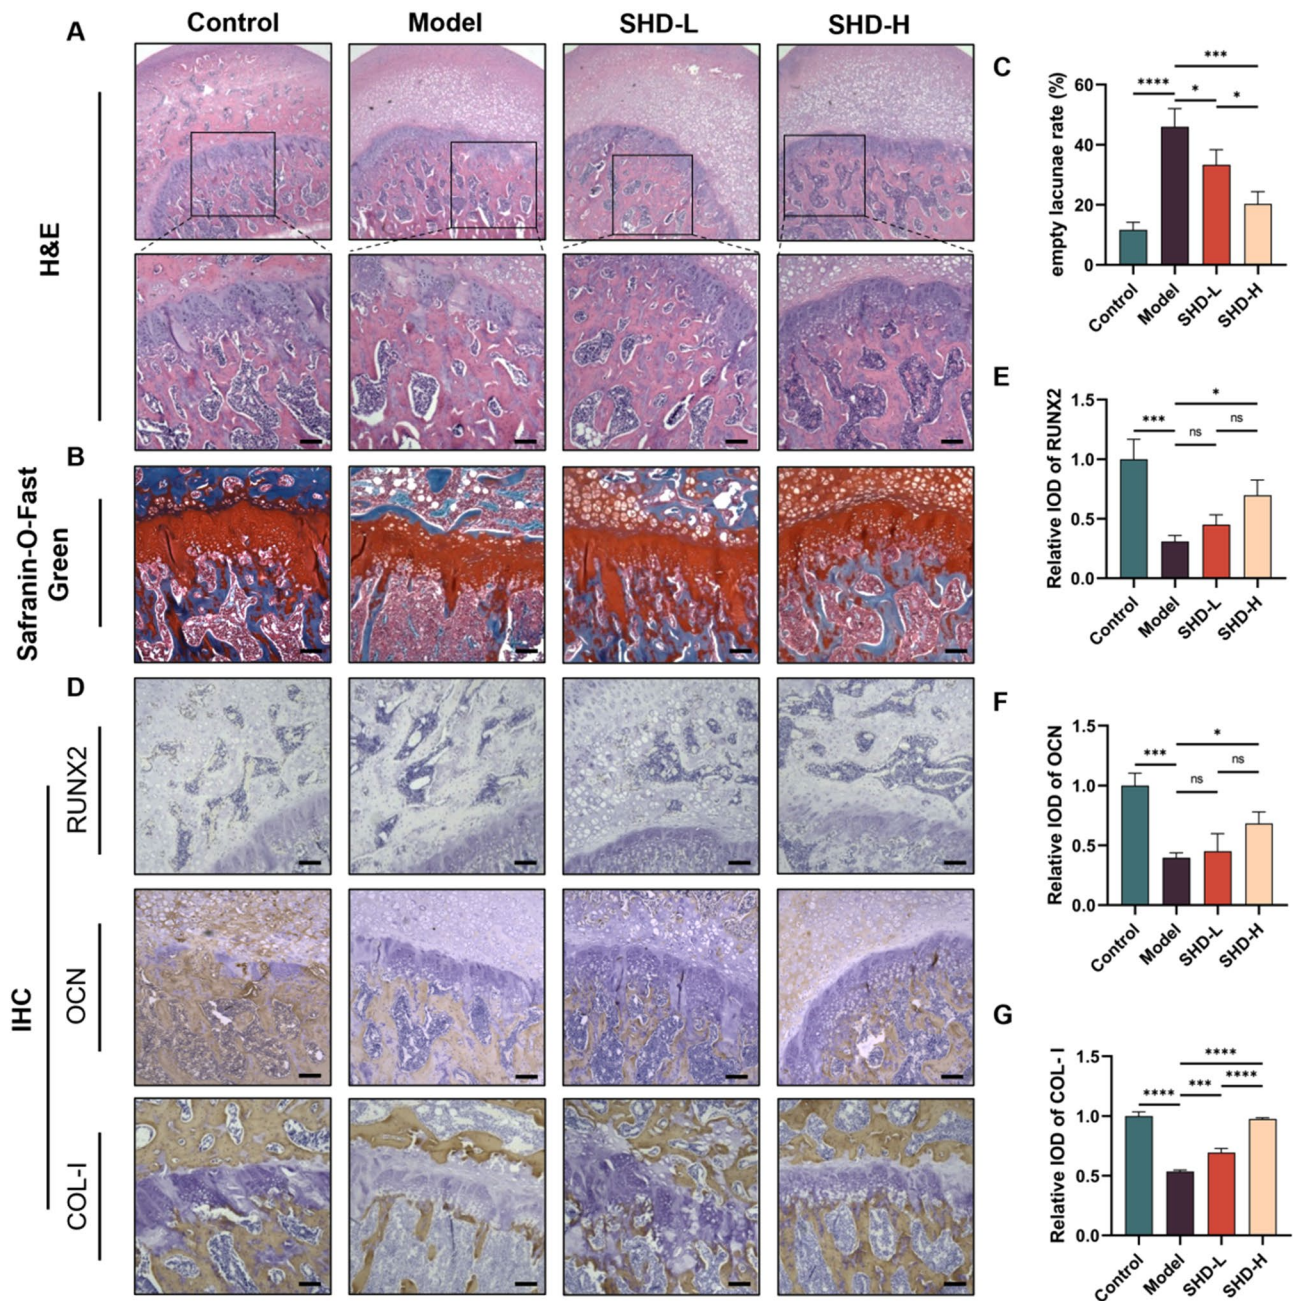 A
Control
Model
SHD-L
SHD-H
H&E
B
Safranin-O-Fast
Green
D
IHC
RUNX2
OCN
COL-I
C
empty lacunae rate (%)
60
40
20
0
****
*
***
*
Control
Model
SHD-L
SHD-H
E
Relative IOD of RUNX2
1.5
1.0
0.5
0.0
***
ns
*
ns
Control
Model
SHD-L
SHD-H
F
Relative IOD of OCN
1.5
1.0
0.5
0.0
***
ns
*
ns
Control
Model
SHD-L
SHD-H
G
Relative IOD of COL- I
1.5
1.0
0.5
0.0
****
***
****
****
Control
Model
SHD-L
SHD-H